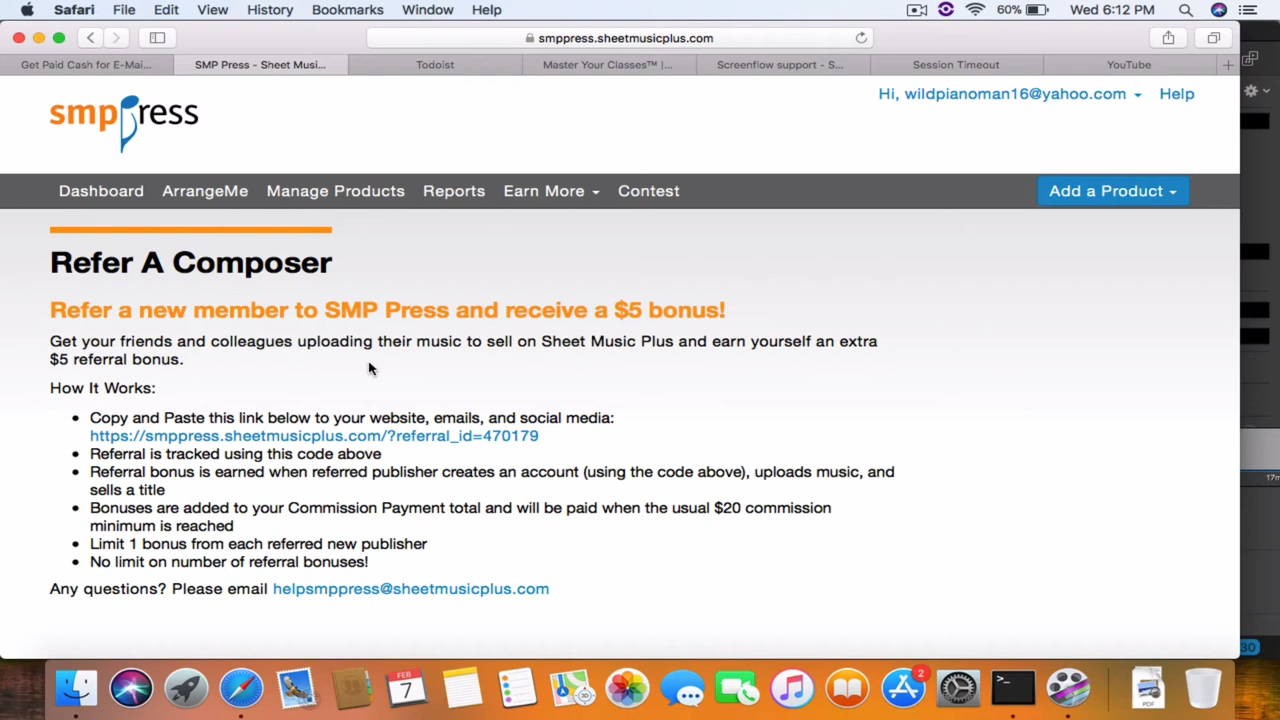 Safari File Edit View History Bookmarks Window Help 60% Wed 6:12 PM
smppress.sheetmusicplus.com
Get Paid Cash for E-Mai... SMP Press - Sheet Musi... Todoist Master Your Classes™ |... Screenflow support - S... Session Timeout YouTube
smppress
Hi, wildpianoman16@yahoo.com Help
Dashboard ArrangeMe Manage Products Reports Earn More Contest Add a Product
Refer A Composer
Refer a new member to SMP Press and receive a $5 bonus!
Get your friends and colleagues uploading their music to sell on Sheet Music Plus and earn yourself an extra
$5 referral bonus.
How It Works:
• Copy and Paste this link below to your website, emails, and social media:
https://smppress.sheetmusicplus.com/?referral_id=470179
• Referral is tracked using this code above
• Referral bonus is earned when referred publisher creates an account (using the code above), uploads music, and
sells a title
• Bonuses are added to your Commission Payment total and will be paid when the usual $20 commission
minimum is reached
• Limit 1 bonus from each referred new publisher
• No limit on number of referral bonuses!
Any questions? Please email helpsmppress@sheetmusicplus.com
17m
30
FEB
7
3D
2
>_
PDF